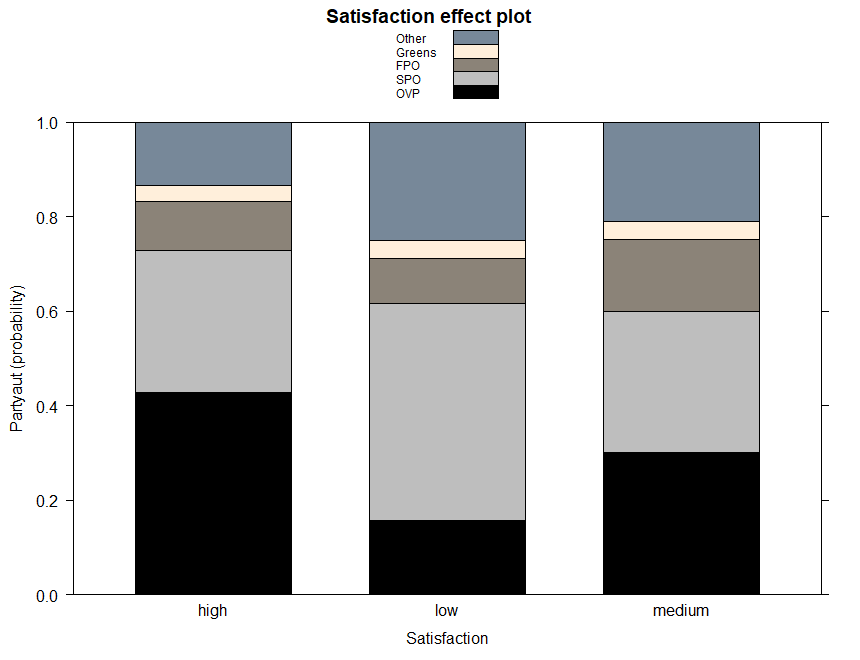 Satisfaction effect plot
Other
Greens
FPO
SPO
OVP
1.0
0.8
0.6
0.4
0.2
0.0
Partyaut (probability)
high low medium
Satisfaction